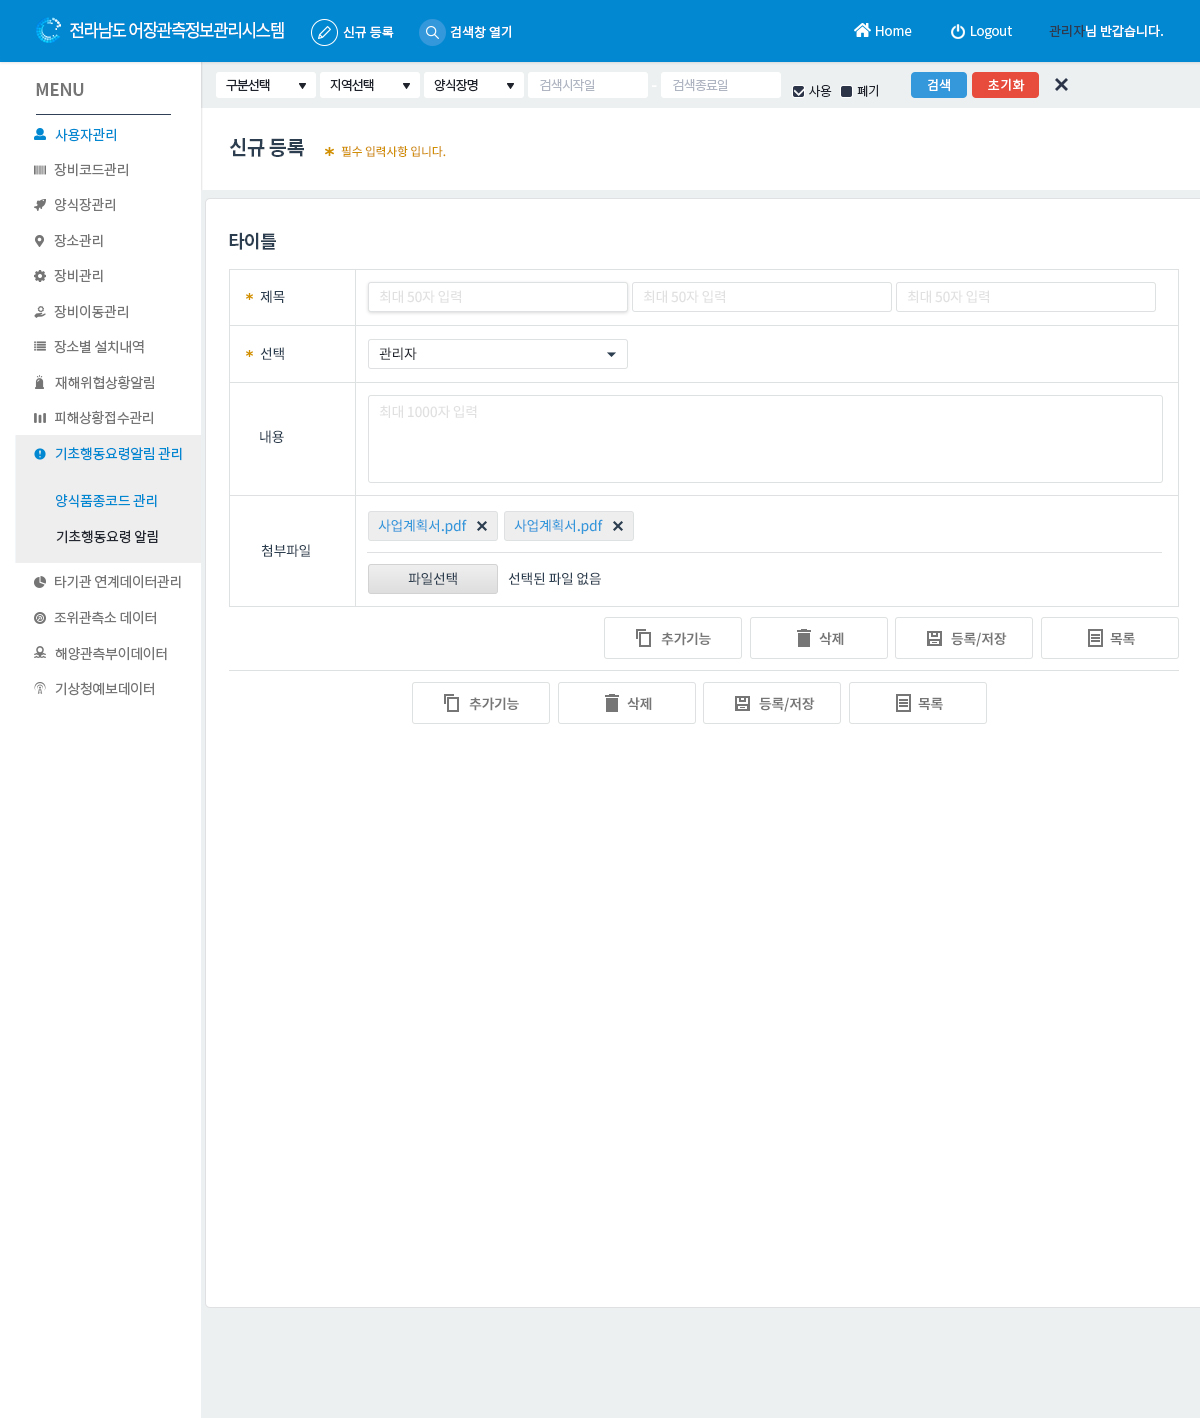 전라남도 어장관측정보관리시스템 신규 등록 검색창 열기 Home Logout 관리자님 반갑습니다.
구분선택 지역선택 양식장명 검색시작일 - 검색종료일 사용 폐기 검색 초기화
MENU
사용자관리
장비코드관리
양식장관리
장소관리
장비관리
장비이동관리
장소별 설치내역
재해위협상황알림
피해상황접수관리
기초행동요령알림 관리
양식품종코드 관리
기초행동요령 알림
타기관 연계데이터관리
조위관측소 데이터
해양관측부이데이터
기상청예보데이터
신규 등록 * 필수 입력사항 입니다.
타이틀
* 제목 최대 50자 입력 최대 50자 입력 최대 50자 입력
* 선택 관리자
내용 최대 1000자 입력
첨부파일 사업계획서.pdf 사업계획서.pdf
파일선택 선택된 파일 없음
추가기능 삭제 등록/저장 목록
추가기능 삭제 등록/저장 목록